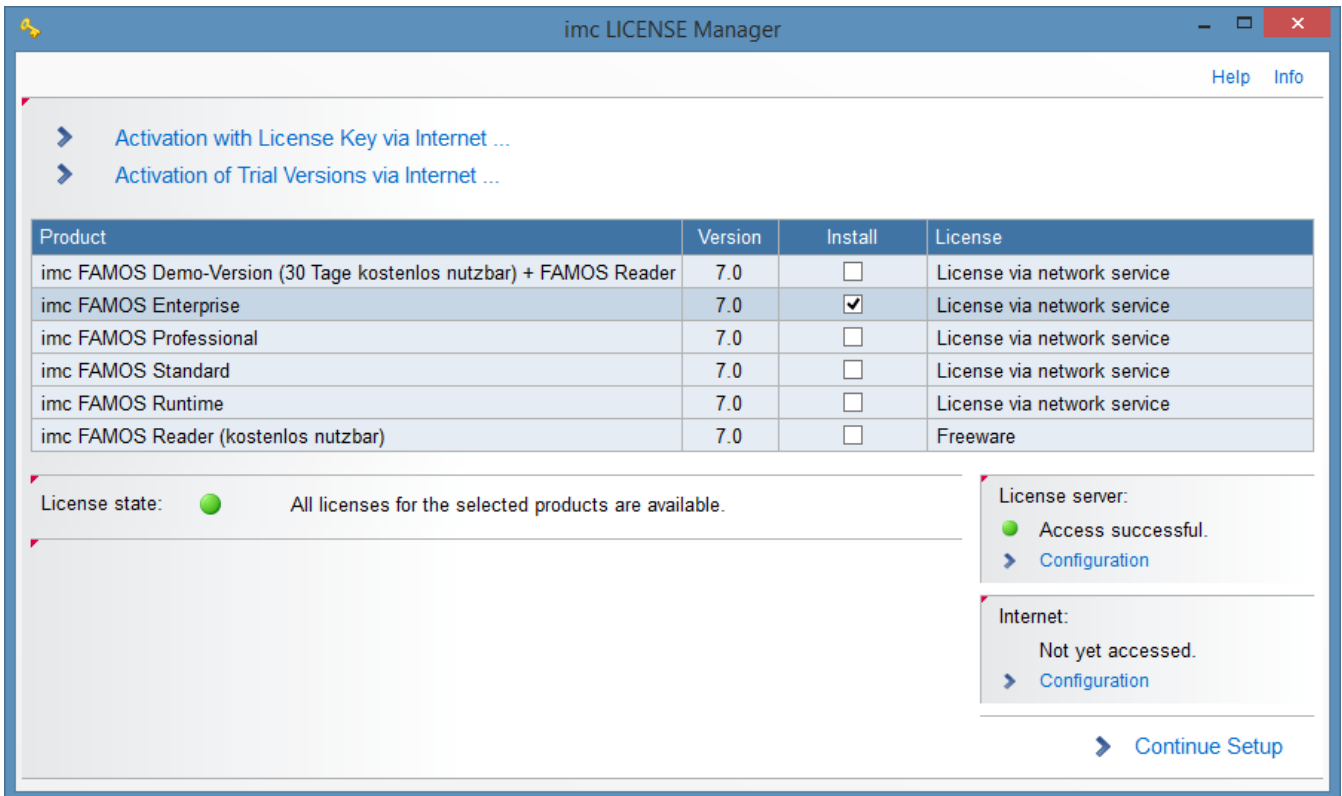 imc LICENSE Manager
Help Info
Activation with License Key via Internet ...
Activation of Trial Versions via Internet ...
Product Version Install License
imc FAMOS Demo-Version (30 Tage kostenlos nutzbar) + FAMOS Reader 7.0 License via network service
imc FAMOS Enterprise 7.0 License via network service
imc FAMOS Professional 7.0 License via network service
imc FAMOS Standard 7.0 License via network service
imc FAMOS Runtime 7.0 License via network service
imc FAMOS Reader (kostenlos nutzbar) 7.0 Freeware
License state: All licenses for the selected products are available.
License server:
Access successful.
Configuration
Internet:
Not yet accessed.
Configuration
Continue Setup